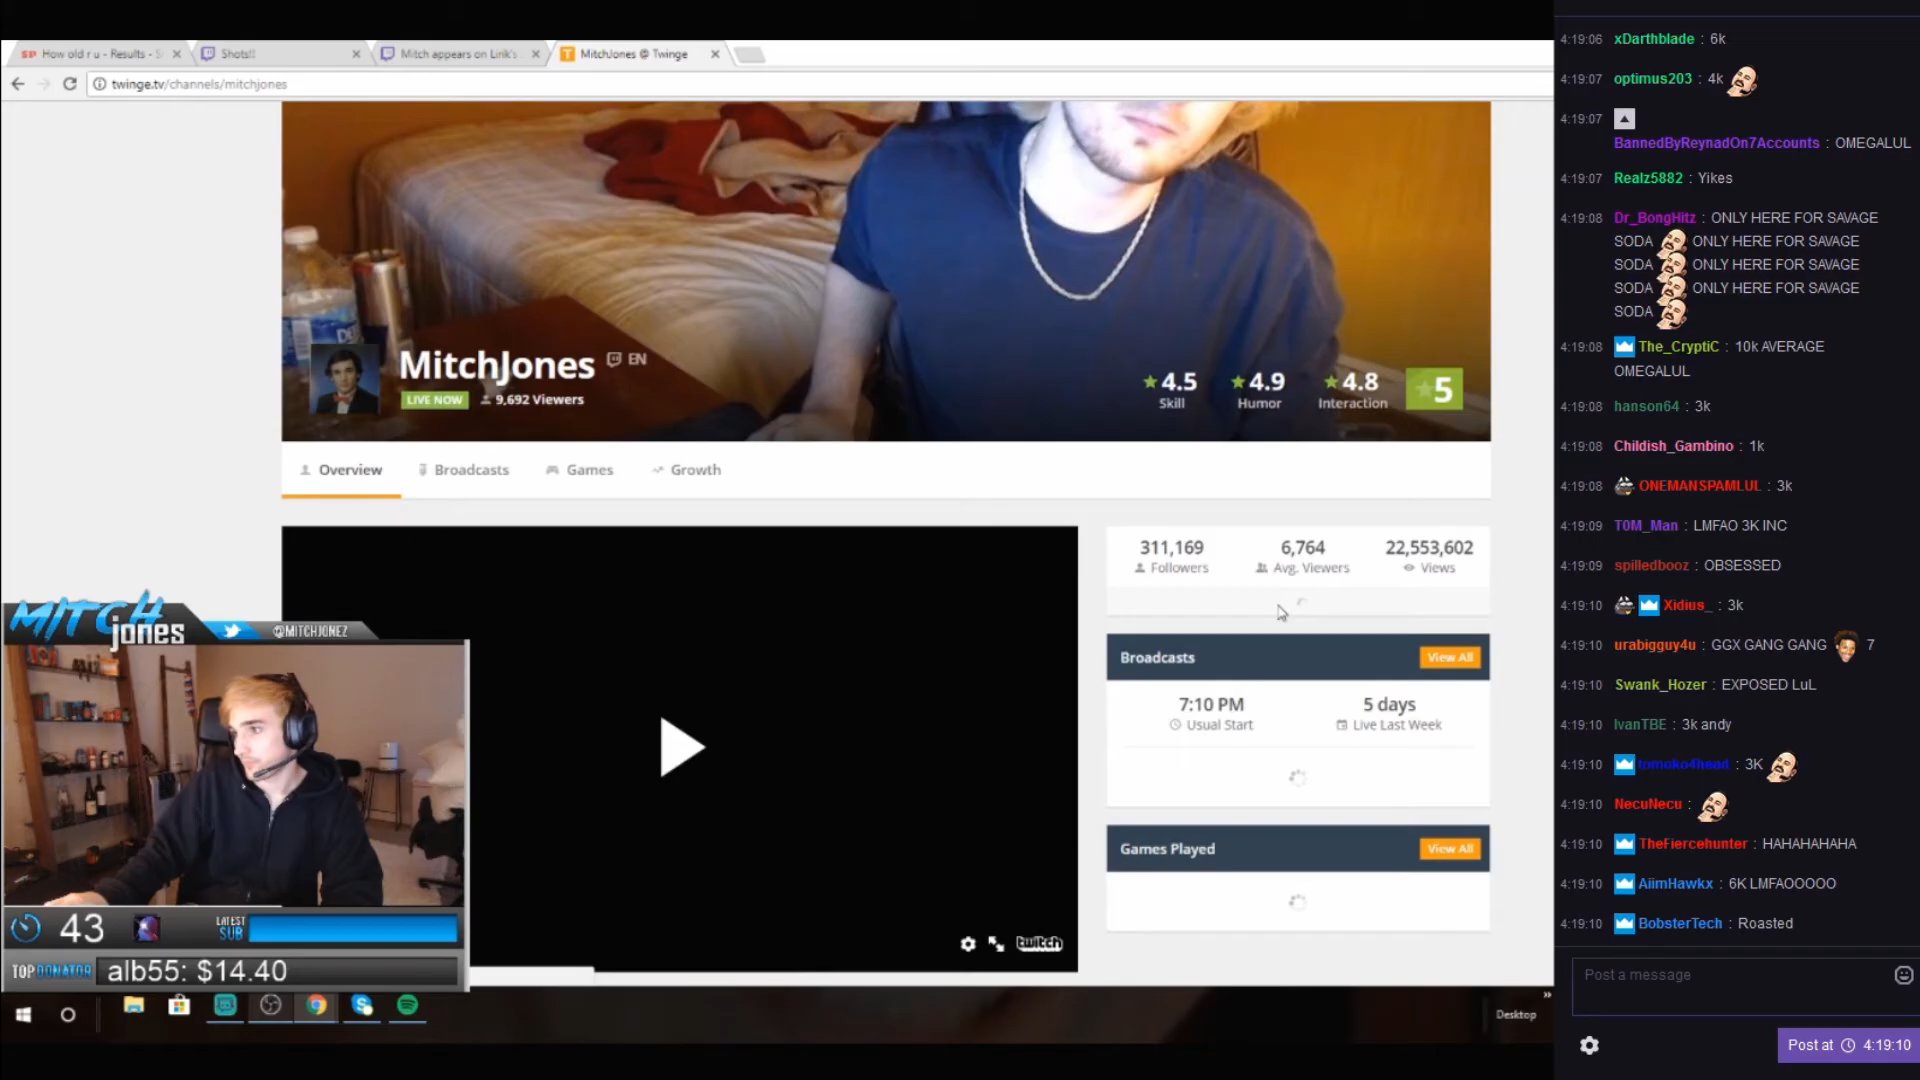 How old r u - Results - S
Shots!!
Mitch appears on Lirik's
MitchJones @ Twinge
twinge.tv/channels/mitchjones
MitchJones EN
LIVE NOW 9,692 Viewers
4.5 4.9 4.8 5
Skill Humor Interaction
Overview Broadcasts Games Growth
311,169 6,764 22,553,602
Followers Avg. Viewers Views
Broadcasts View All
7:10 PM 5 days
Usual Start Live Last Week
Games Played View All
twitch
MITCH
jones
@MITCHJONEZ
43 LATEST SUB
TOP DONATOR alb55: $14.40
Desktop
4:19:06 xDarthblade : 6k
4:19:07 optimus203 : 4k
4:19:07
BannedByReynadOn7Accounts : OMEGALUL
4:19:07 Realz5882 : Yikes
4:19:08 Dr_BongHitz : ONLY HERE FOR SAVAGE
SODA ONLY HERE FOR SAVAGE
SODA ONLY HERE FOR SAVAGE
SODA ONLY HERE FOR SAVAGE
SODA
4:19:08 The_CryptiC : 10k AVERAGE
OMEGALUL
4:19:08 hanson64 : 3k
4:19:08 Childish_Gambino : 1k
4:19:08 ONEMANSPAMLUL : 3k
4:19:09 T0M_Man : LMFAO 3K INC
4:19:09 spilledbooz : OBSESSED
4:19:10 Xidius_ : 3k
4:19:10 urabigguy4u : GGX GANG GANG 7
4:19:10 Swank_Hozer : EXPOSED LuL
4:19:10 IvanTBE : 3k andy
4:19:10 tomoko4head : 3K
4:19:10 NecuNecu :
4:19:10 TheFiercehunter : HAHAHAHAHA
4:19:10 AiimHawkx : 6K LMFAOOOOO
4:19:10 BobsterTech : Roasted
Post a message
Post at 4:19:10